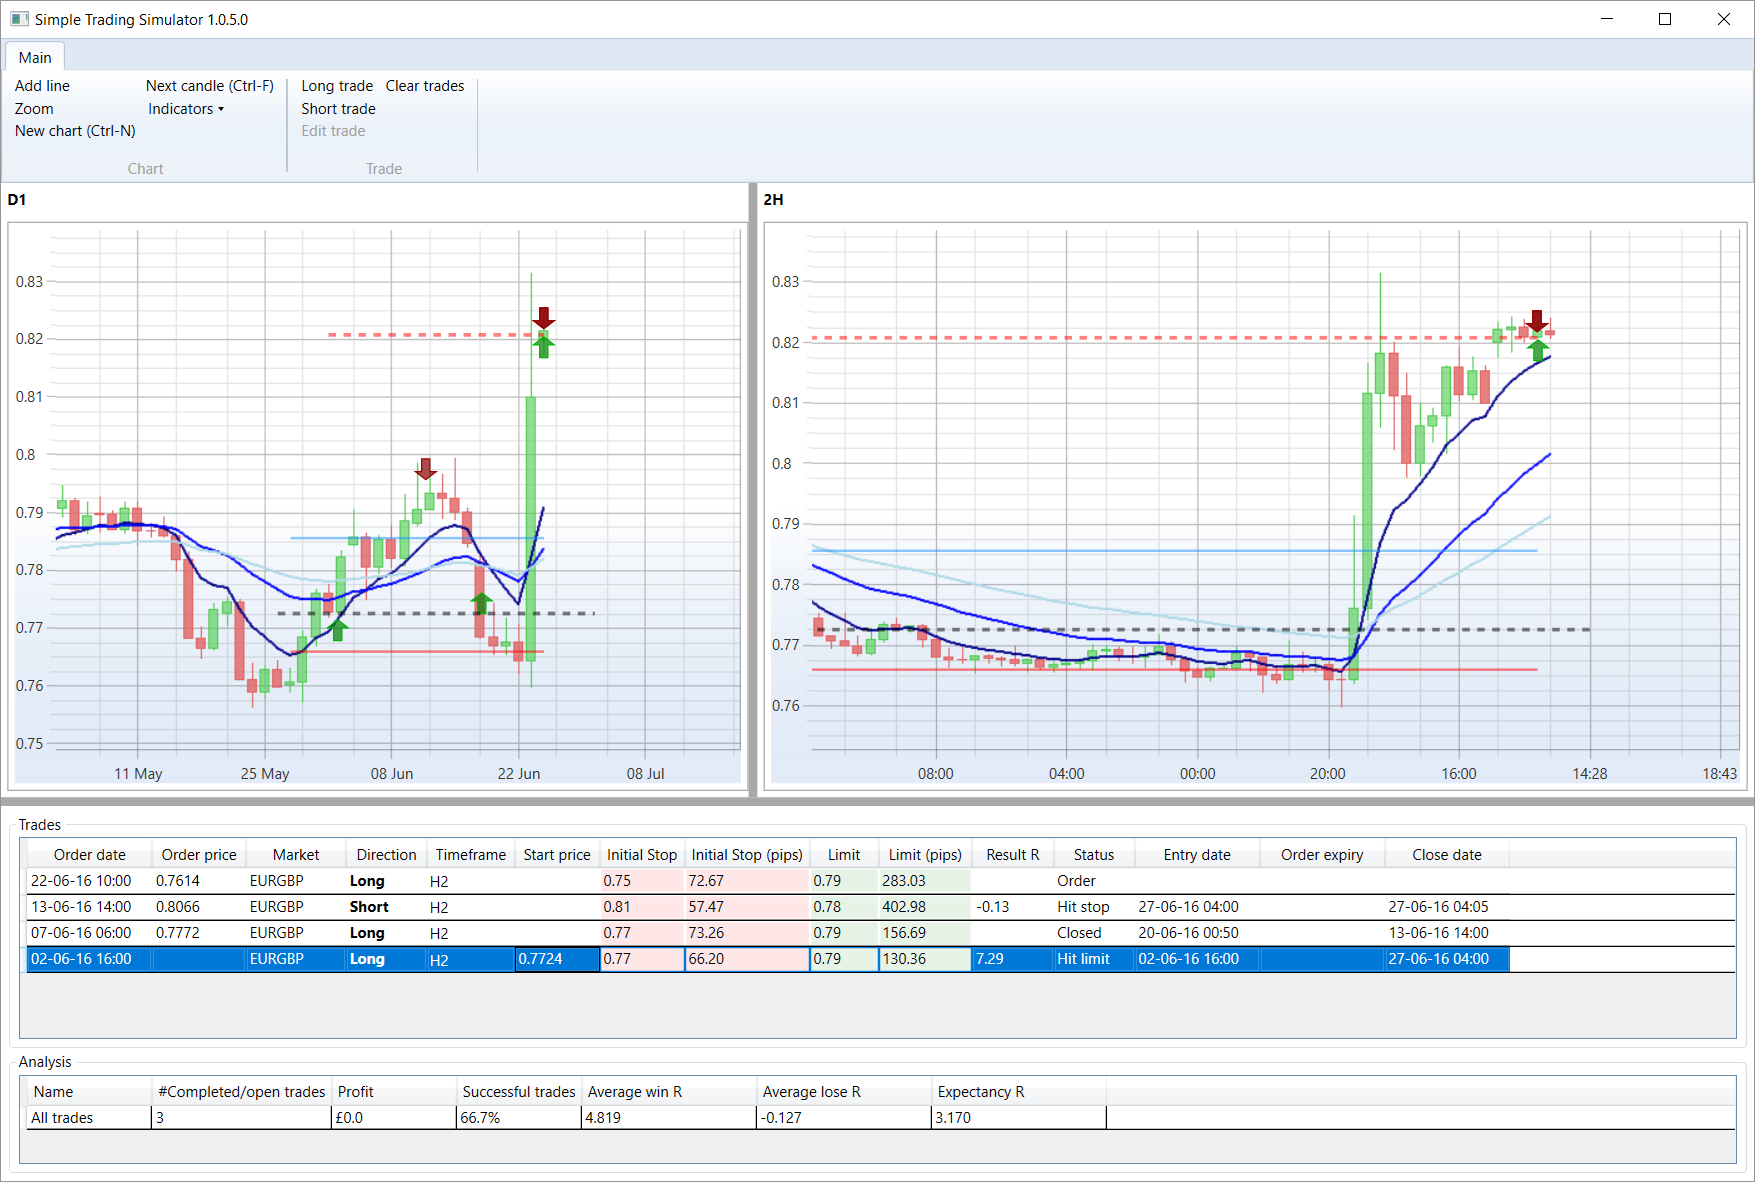 Simple Trading Simulator 1.0.5.0
Main
Add line
Zoom
New chart (Ctrl-N)
Next candle (Ctrl-F)
Indicators
Chart
Long trade Clear trades
Short trade
Edit trade
Trade
D1
0.83
0.82
0.81
0.8
0.79
0.78
0.77
0.76
0.75
11 May 25 May 08 Jun 22 Jun 08 Jul
2H
0.83
0.82
0.81
0.8
0.79
0.78
0.77
0.76
08:00 04:00 00:00 20:00 16:00 14:28 18:43
Trades
Order date Order price Market Direction Timeframe Start price Initial Stop Initial Stop (pips) Limit Limit (pips) Result R Status Entry date Order expiry Close date
22-06-16 10:00 0.7614 EURGBP Long H2 0.75 72.67 0.79 283.03 Order
13-06-16 14:00 0.8066 EURGBP Short H2 0.81 57.47 0.78 402.98 -0.13 Hit stop 27-06-16 04:00 27-06-16 04:05
07-06-16 06:00 0.7772 EURGBP Long H2 0.77 73.26 0.79 156.69 Closed 20-06-16 00:50 13-06-16 14:00
02-06-16 16:00 EURGBP Long H2 0.7724 0.77 66.20 0.79 130.36 7.29 Hit limit 02-06-16 16:00 27-06-16 04:00
Analysis
Name #Completed/open trades Profit Successful trades Average win R Average lose R Expectancy R
All trades 3 £0.0 66.7% 4.819 -0.127 3.170